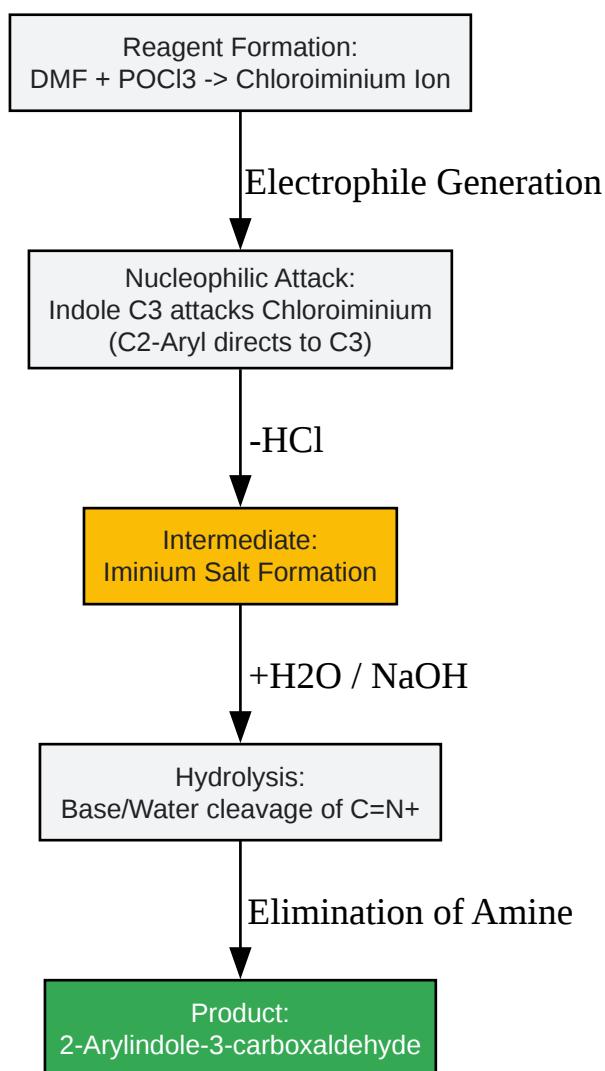 Reagent Formation:
DMF + POCl3 -> Chloroiminium Ion
Electrophile Generation
Nucleophilic Attack:
Indole C3 attacks Chloroiminium
(C2-Aryl directs to C3)
-HCl
Intermediate:
Iminium Salt Formation
+H2O / NaOH
Hydrolysis:
Base/Water cleavage of C=N+
Elimination of Amine
Product:
2-Arylindole-3-carboxaldehyde